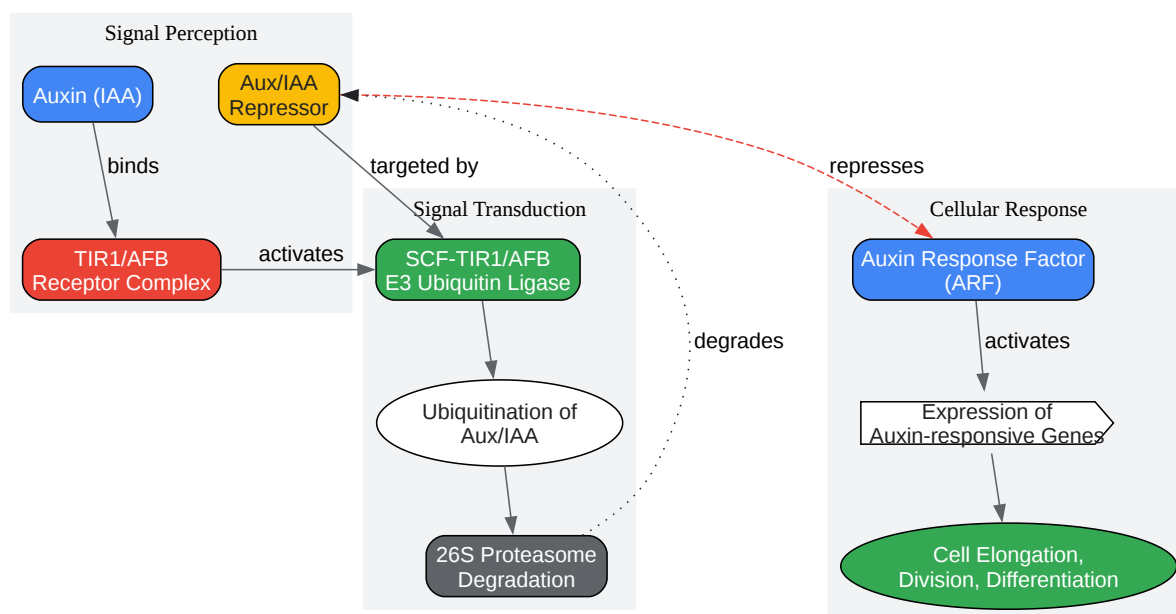 Signal Perception
Auxin (IAA)
Aux/IAA
Repressor
binds
targeted by
represses
Signal Transduction
Cellular Response
TIR1/AFB
Receptor Complex
activates
SCF-TIR1/AFB
E3 Ubiquitin Ligase
Auxin Response Factor
(ARF)
degrades
activates
Ubiquitination of
Aux/IAA
Expression of
Auxin-responsive Genes
26S Proteasome
Degradation
Cell Elongation,
Division, Differentiation